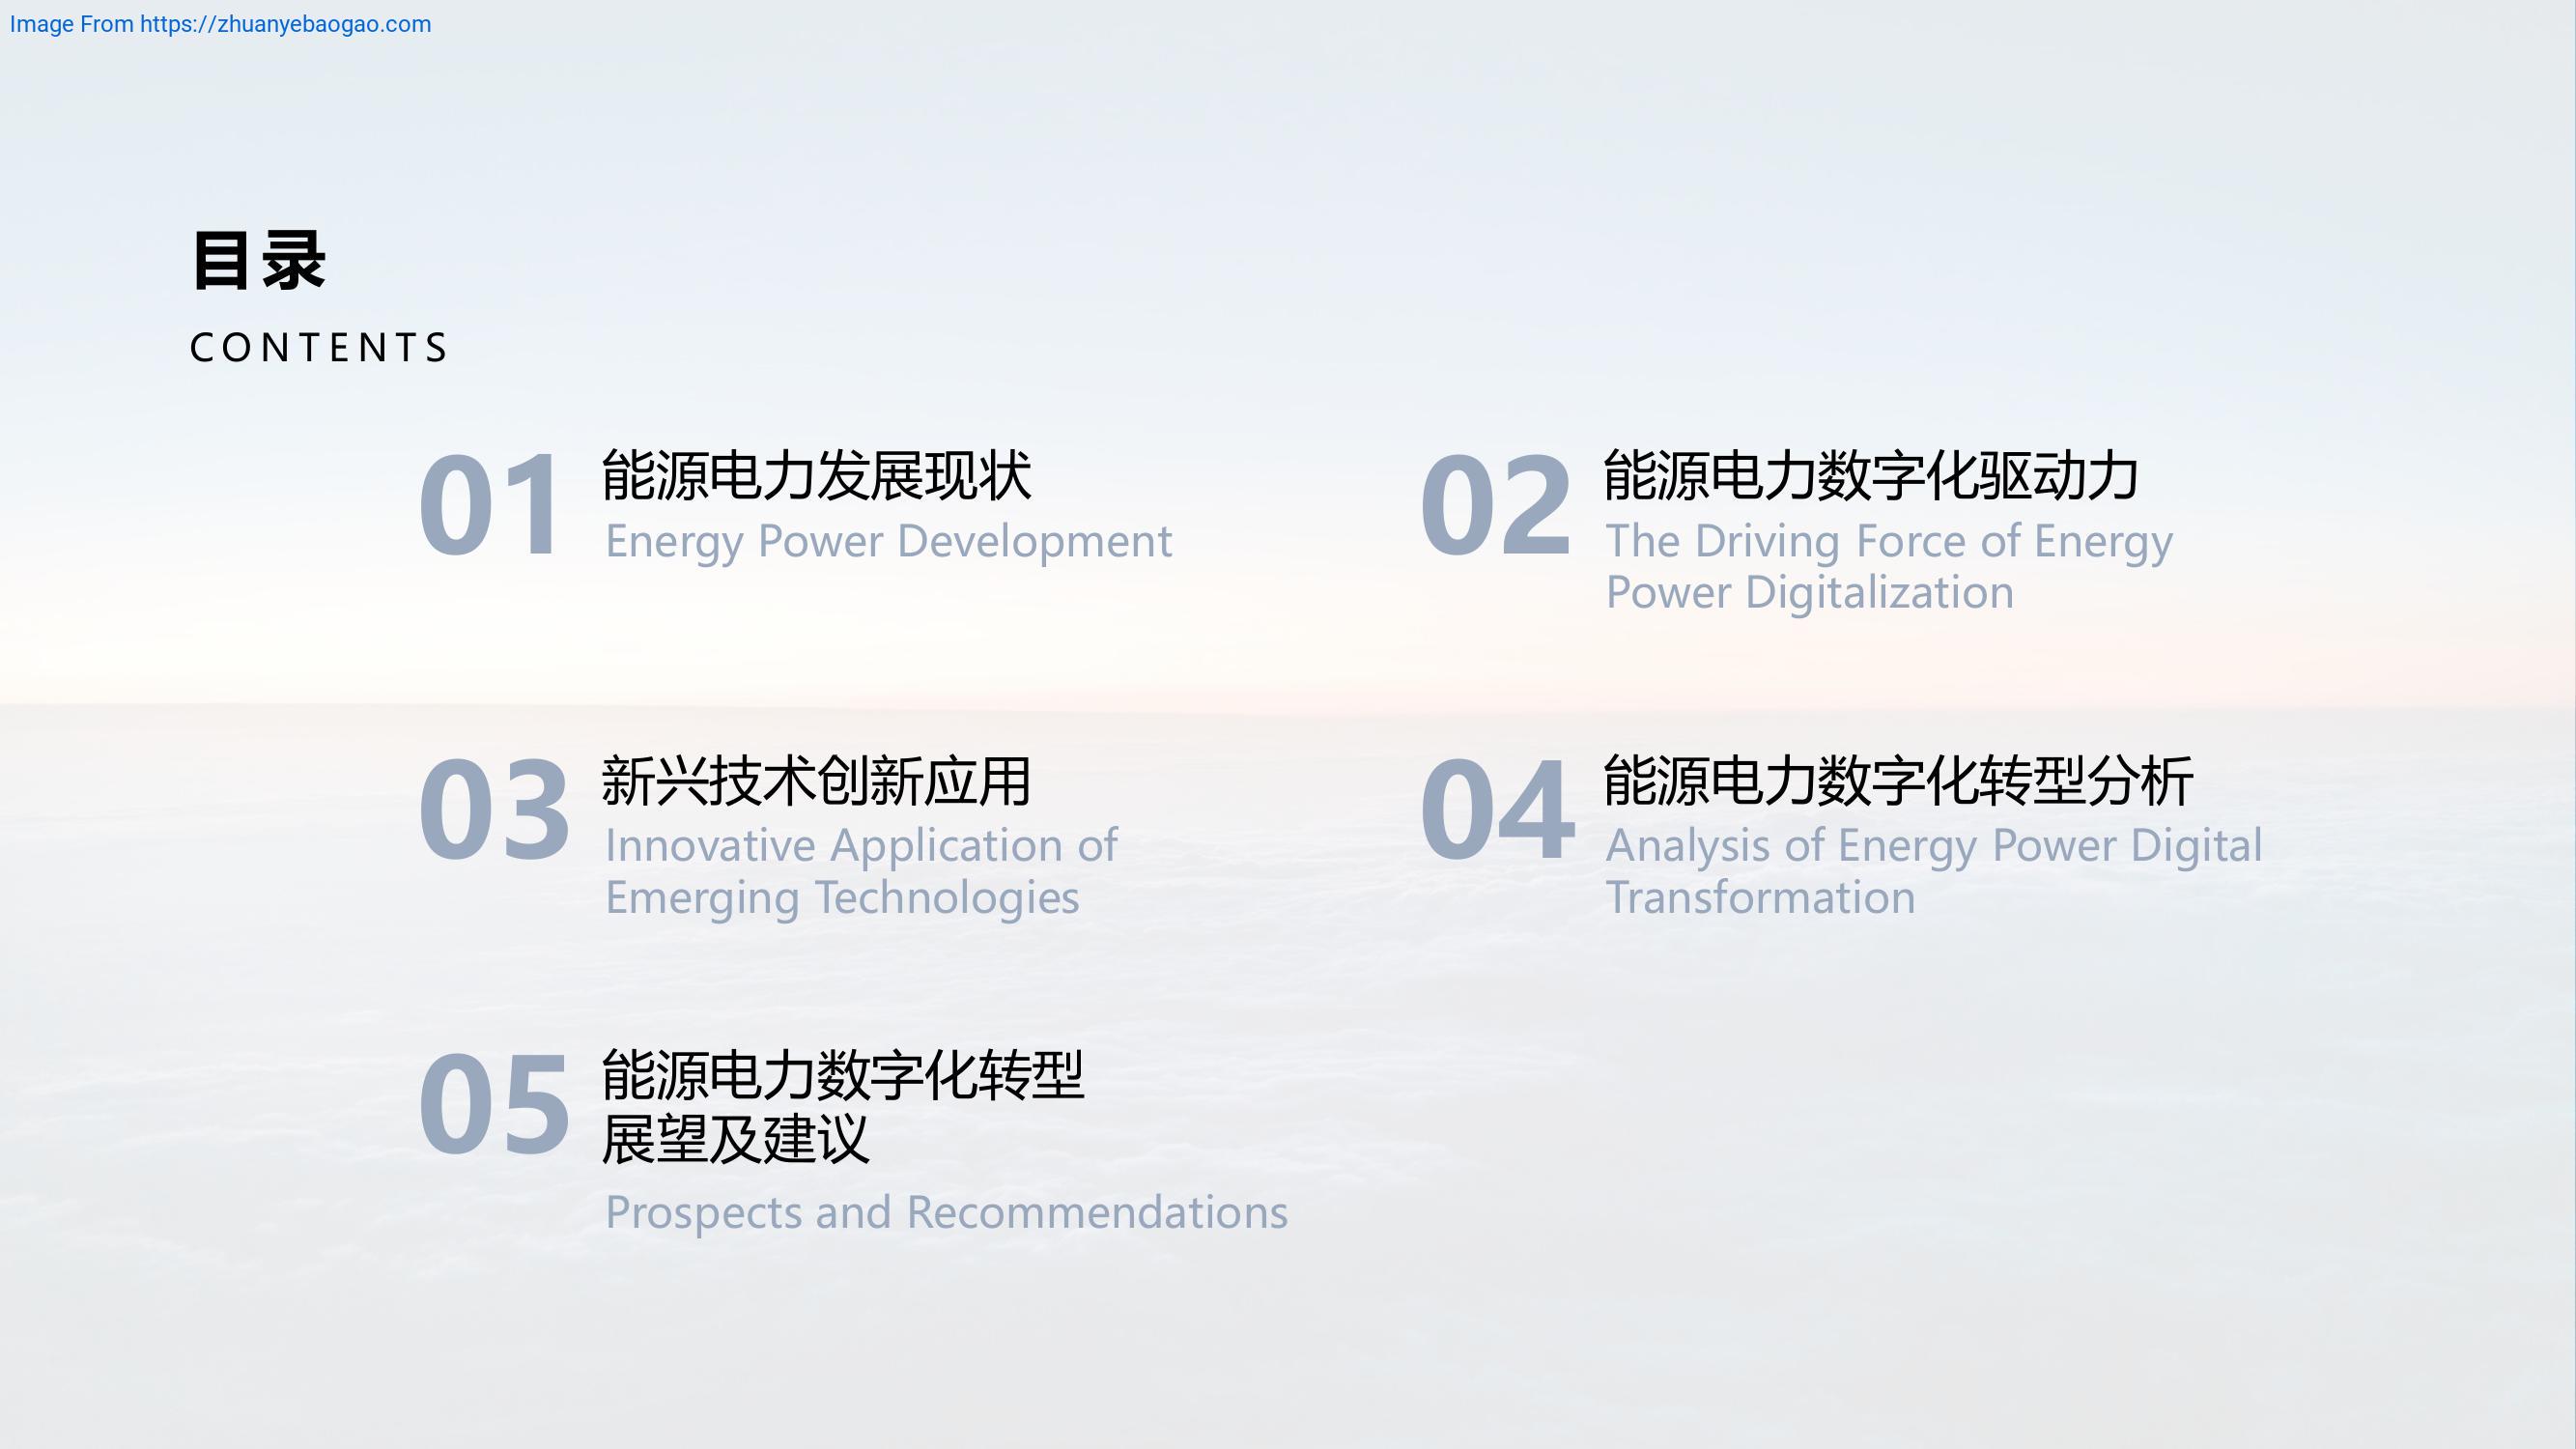 Image From https://zhuanyebaogao.com
目录
CONTENTS
01
能源电力发展现状
Energy Power Development
02
能源电力数字化驱动力
The Driving Force of Energy
Power Digitalization
03
新兴技术创新应用
Innovative Application of
Emerging Technologies
04
能源电力数字化转型分析
Analysis of Energy Power Digital
Transformation
05
能源电力数字化转型
展望及建议
Prospects and Recommendations